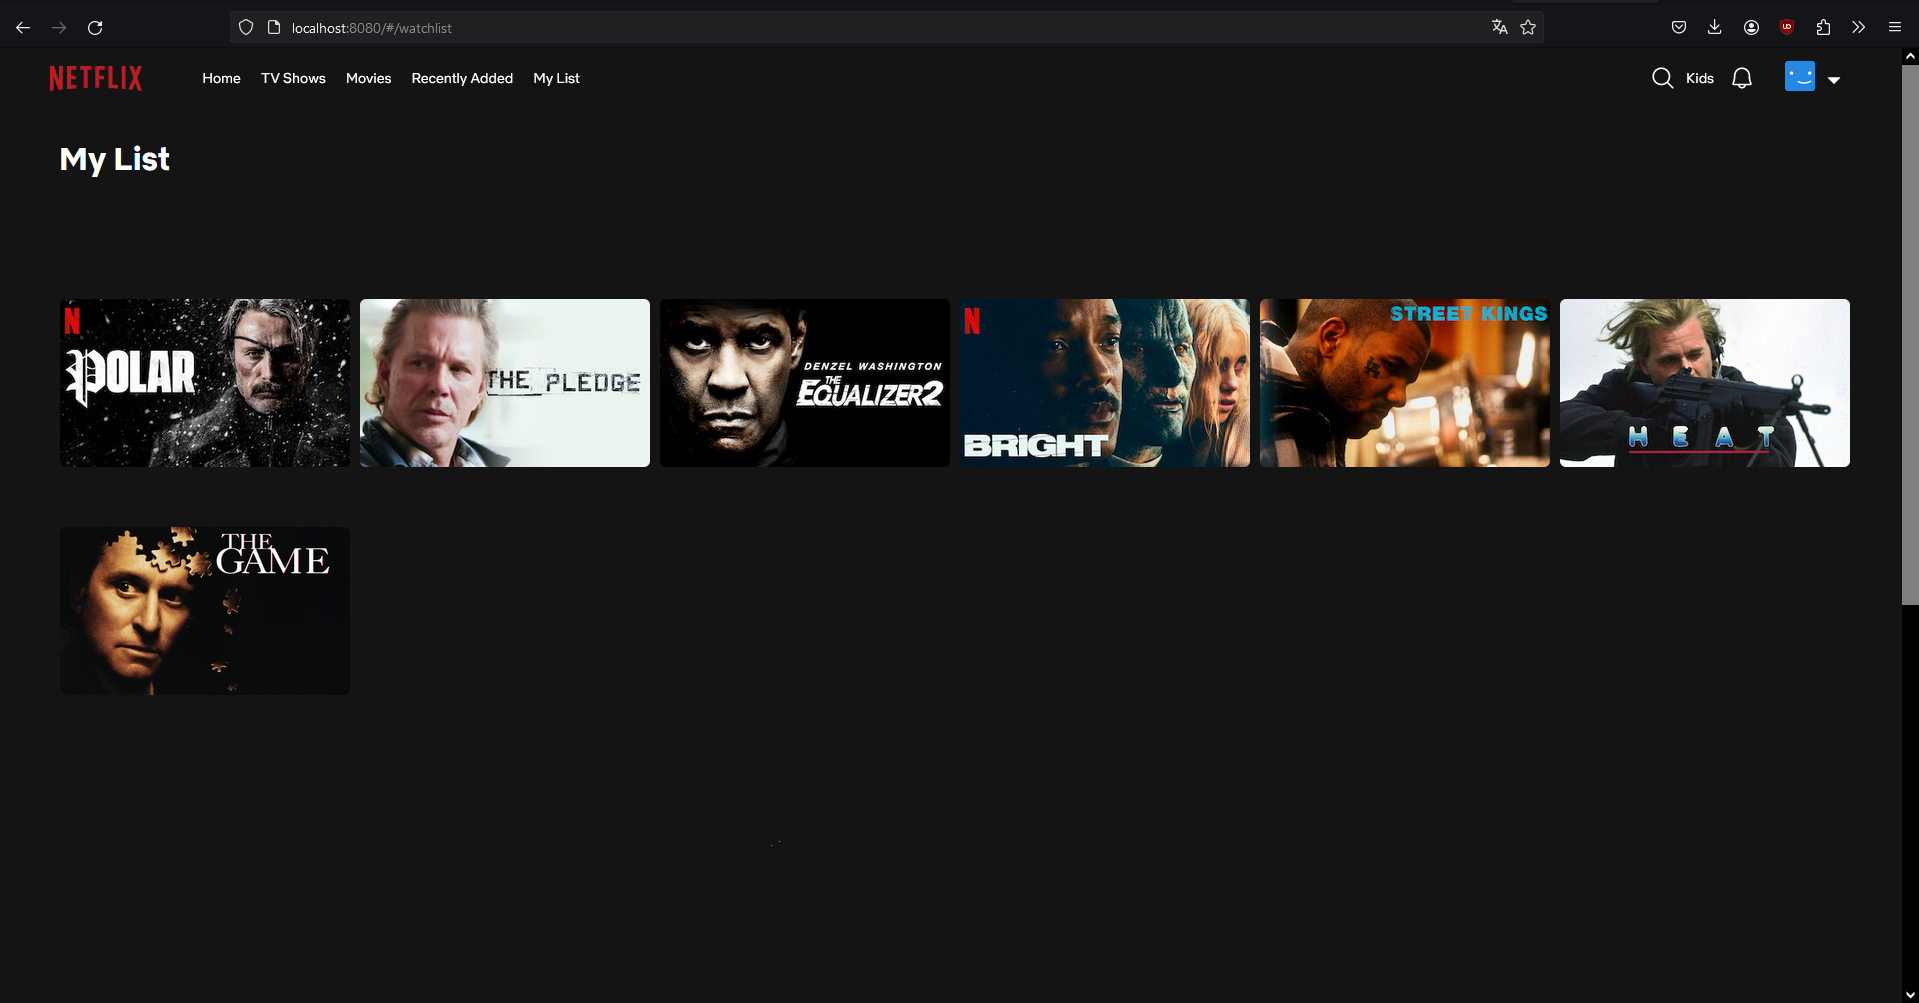 localhost:8080/#/watchlist
NETFLIX
Home
TV Shows
Movies
Recently Added
My List
Kids
My List
N
POLAR
THE PLEDGE
DENZEL WASHINGTON
THE
EQUALIZER2
N
BRIGHT
STREET KINGS
HEAT
THE
GAME